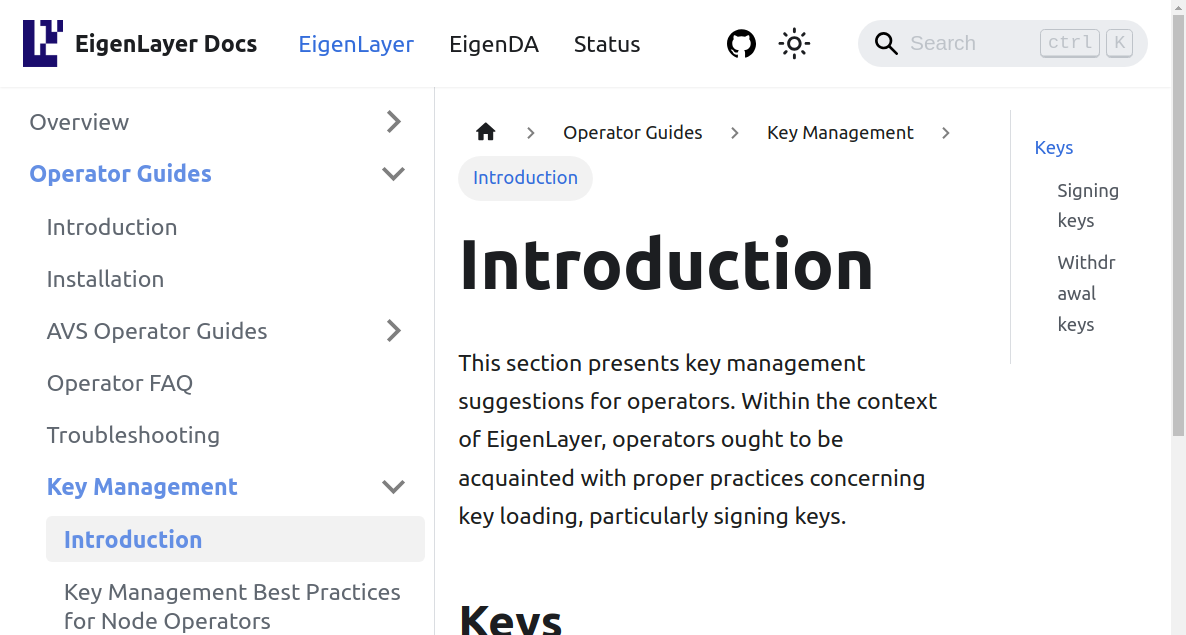 EigenLayer Docs
EigenLayer
EigenDA
Status
Search
ctrl
K
Overview
Operator Guides
Introduction
Installation
AVS Operator Guides
Operator FAQ
Troubleshooting
Key Management
Introduction
Key Management Best Practices
for Node Operators
Operator Guides
Key Management
Introduction
Introduction
This section presents key management
suggestions for operators. Within the context
of EigenLayer, operators ought to be
acquainted with proper practices concerning
key loading, particularly signing keys.
Keys
Keys
Signing
keys
Withdr
awal
keys